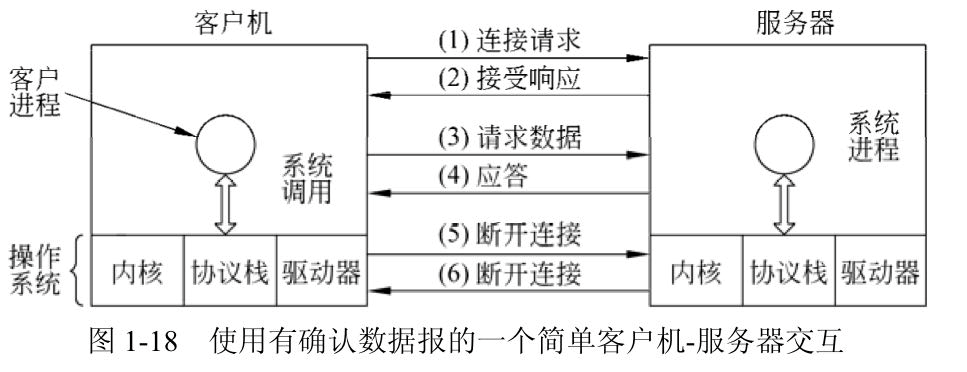 客户机
服务器
(1) 连接请求
(2) 接受响应
客户
进程
(3) 请求数据
系统
进程
系统
调用
(4) 应答
(5) 断开连接
操作
系统
内核
协议栈
驱动器
(6) 断开连接
内核
协议栈
驱动器
图 1-18 使用有确认数据报的一个简单客户机-服务器交互